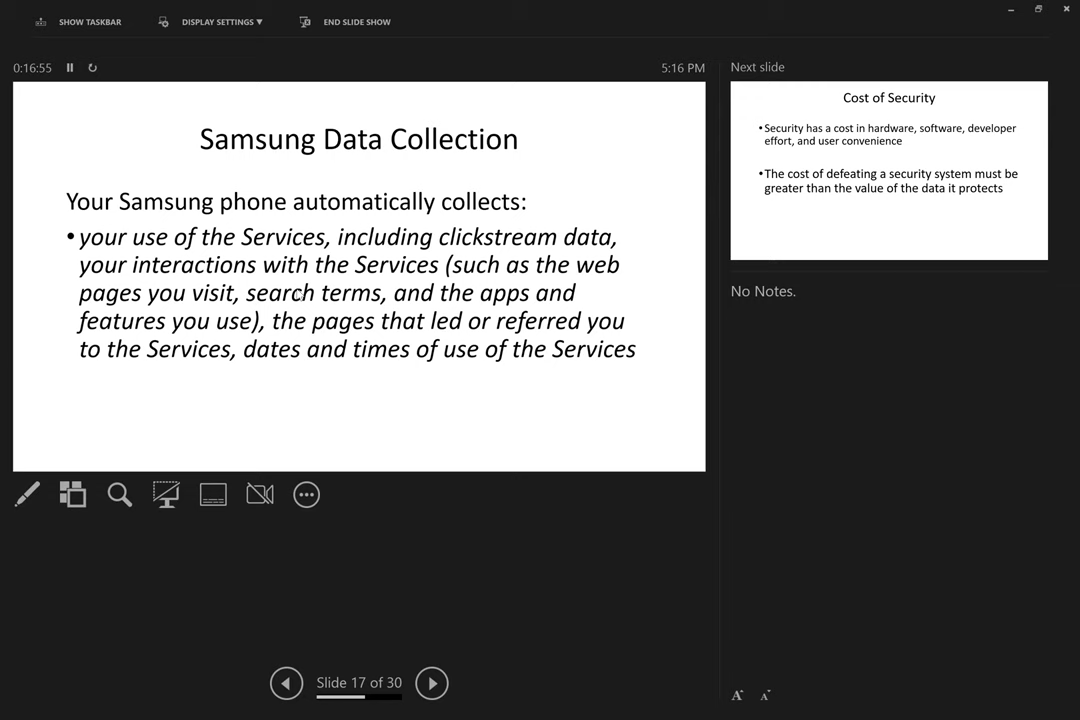 SHOW TASKBAR
DISPLAY SETTINGS ▼
END SLIDE SHOW
0:16:55
5:16 PM
Samsung Data Collection
Your Samsung phone automatically collects:
•your use of the Services, including clickstream data,
your interactions with the Services (such as the web
pages you visit, search terms, and the apps and
features you use), the pages that led or referred you
to the Services, dates and times of use of the Services
Slide 17 of 30
Next slide
Cost of Security
•Security has a cost in hardware, software, developer
effort, and user convenience
•The cost of defeating a security system must be
greater than the value of the data it protects
No Notes.
A A